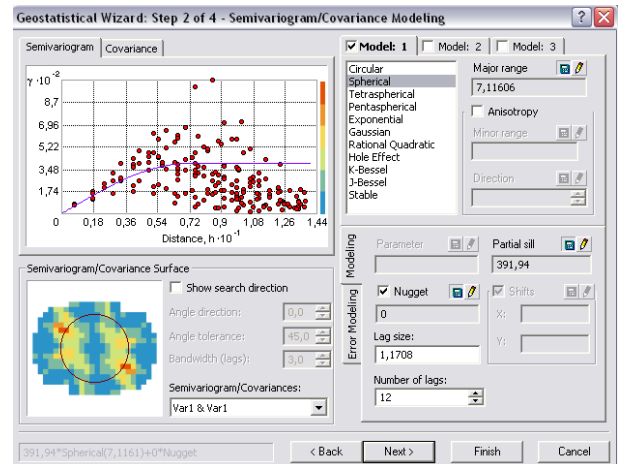 Geostatistical Wizard: Step 2 of 4 - Semivariogram/Covariance Modeling
Semivariogram
Covariance
γ·10⁻²
8,7
6,96
5,22
3,48
1,74
0
0,18
0,36
0,54
0,72
0,9
1,08
1,26
1,44
Distance, h·10⁻¹
Semivariogram/Covariance Surface
Show search direction
Angle direction:
0,0
Angle tolerance:
45,0
Bandwidth (lags):
3,0
Semivariogram/Covariances:
Var1 & Var1
Model: 1
Model: 2
Model: 3
Circular
Spherical
Tetraspherical
Pentaspherical
Exponential
Gaussian
Rational Quadratic
Hole Effect
K-Bessel
J-Bessel
Stable
Major range
7,11606
Anisotropy
Minor range
Direction
Modeling
Error Modeling
Parameter
Partial sill
391,94
Nugget
0
Shifts
X:
Y:
Lag size:
1,1708
Number of lags:
12
391,94*Spherical(7,1161)+0*Nugget
< Back
Next >
Finish
Cancel